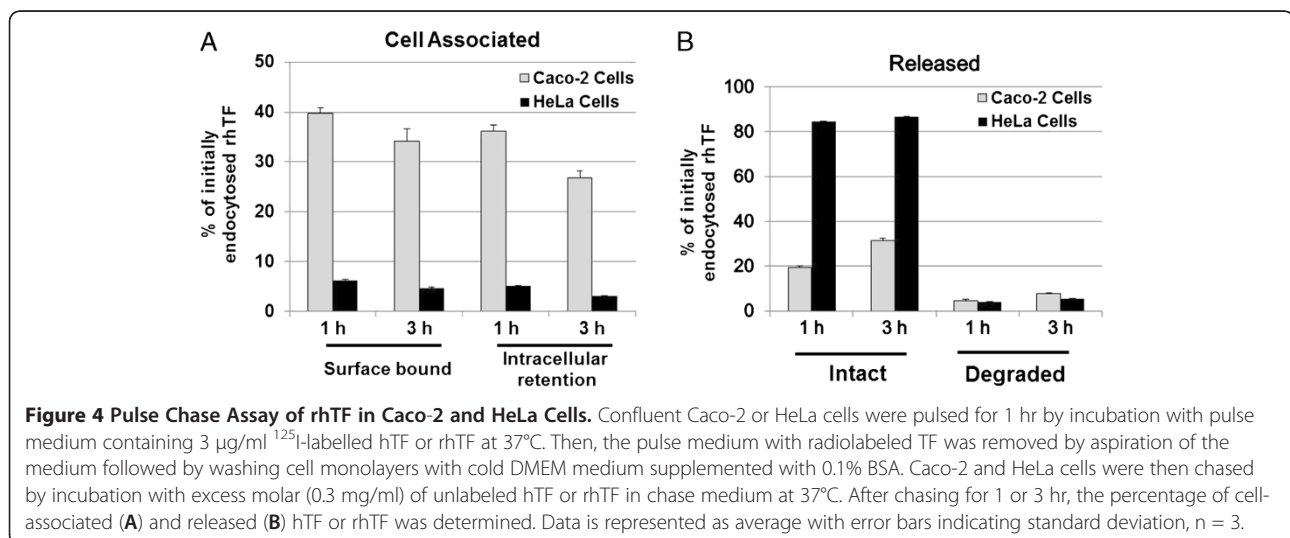 A
Cell Associated
50
40
30
20
10
0
% of initially
endocytosed rhTF
Caco-2 Cells
HeLa Cells
1 h
3 h
1 h
3 h
Surface bound
Intracellular
retention
B
Released
100
80
60
40
20
0
% of initially
endocytosed rhTF
Caco-2 Cells
HeLa Cells
1 h
3 h
1 h
3 h
Intact
Degraded
Figure 4 Pulse Chase Assay of rhTF in Caco-2 and HeLa Cells. Confluent Caco-2 or HeLa cells were pulsed for 1 hr by incubation with pulse
medium containing 3 μg/ml ¹²⁵I-labelled hTF or rhTF at 37°C. Then, the pulse medium with radiolabeled TF was removed by aspiration of the
medium followed by washing cell monolayers with cold DMEM medium supplemented with 0.1% BSA. Caco-2 and HeLa cells were then chased
by incubation with excess molar (0.3 mg/ml) of unlabeled hTF or rhTF in chase medium at 37°C. After chasing for 1 or 3 hr, the percentage of cell-
associated (A) and released (B) hTF or rhTF was determined. Data is represented as average with error bars indicating standard deviation, n = 3.